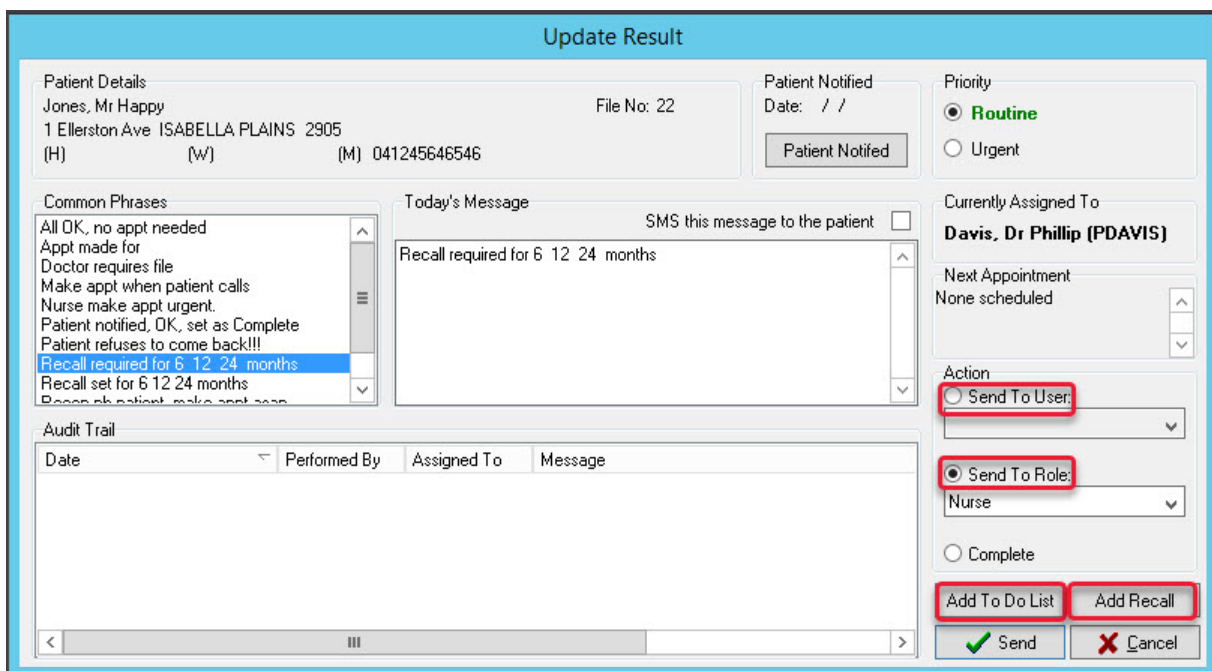 Update Result
Patient Details
Jones, Mr Happy File No: 22
1 Ellerston Ave ISABELLA PLAINS 2905
(H) (W) (M) 041245646546
Patient Notified
Date: / /
Patient Notifed
Priority
Routine
Urgent
Common Phrases
All OK, no appt needed
Appt made for
Doctor requires file
Make appt when patient calls
Nurse make appt urgent.
Patient notified, OK, set as Complete
Patient refuses to come back!!!
Recall required for 6 12 24 months
Recall set for 6 12 24 months
Recep ph patient, make appt asap
Today's Message
SMS this message to the patient
Recall required for 6 12 24 months
Currently Assigned To
Davis, Dr Phillip (PDAVIS)
Next Appointment
None scheduled
Action
Send To User:
Send To Role:
Nurse
Complete
Audit Trail
Date Performed By Assigned To Message
Add To Do List Add Recall
Send Cancel